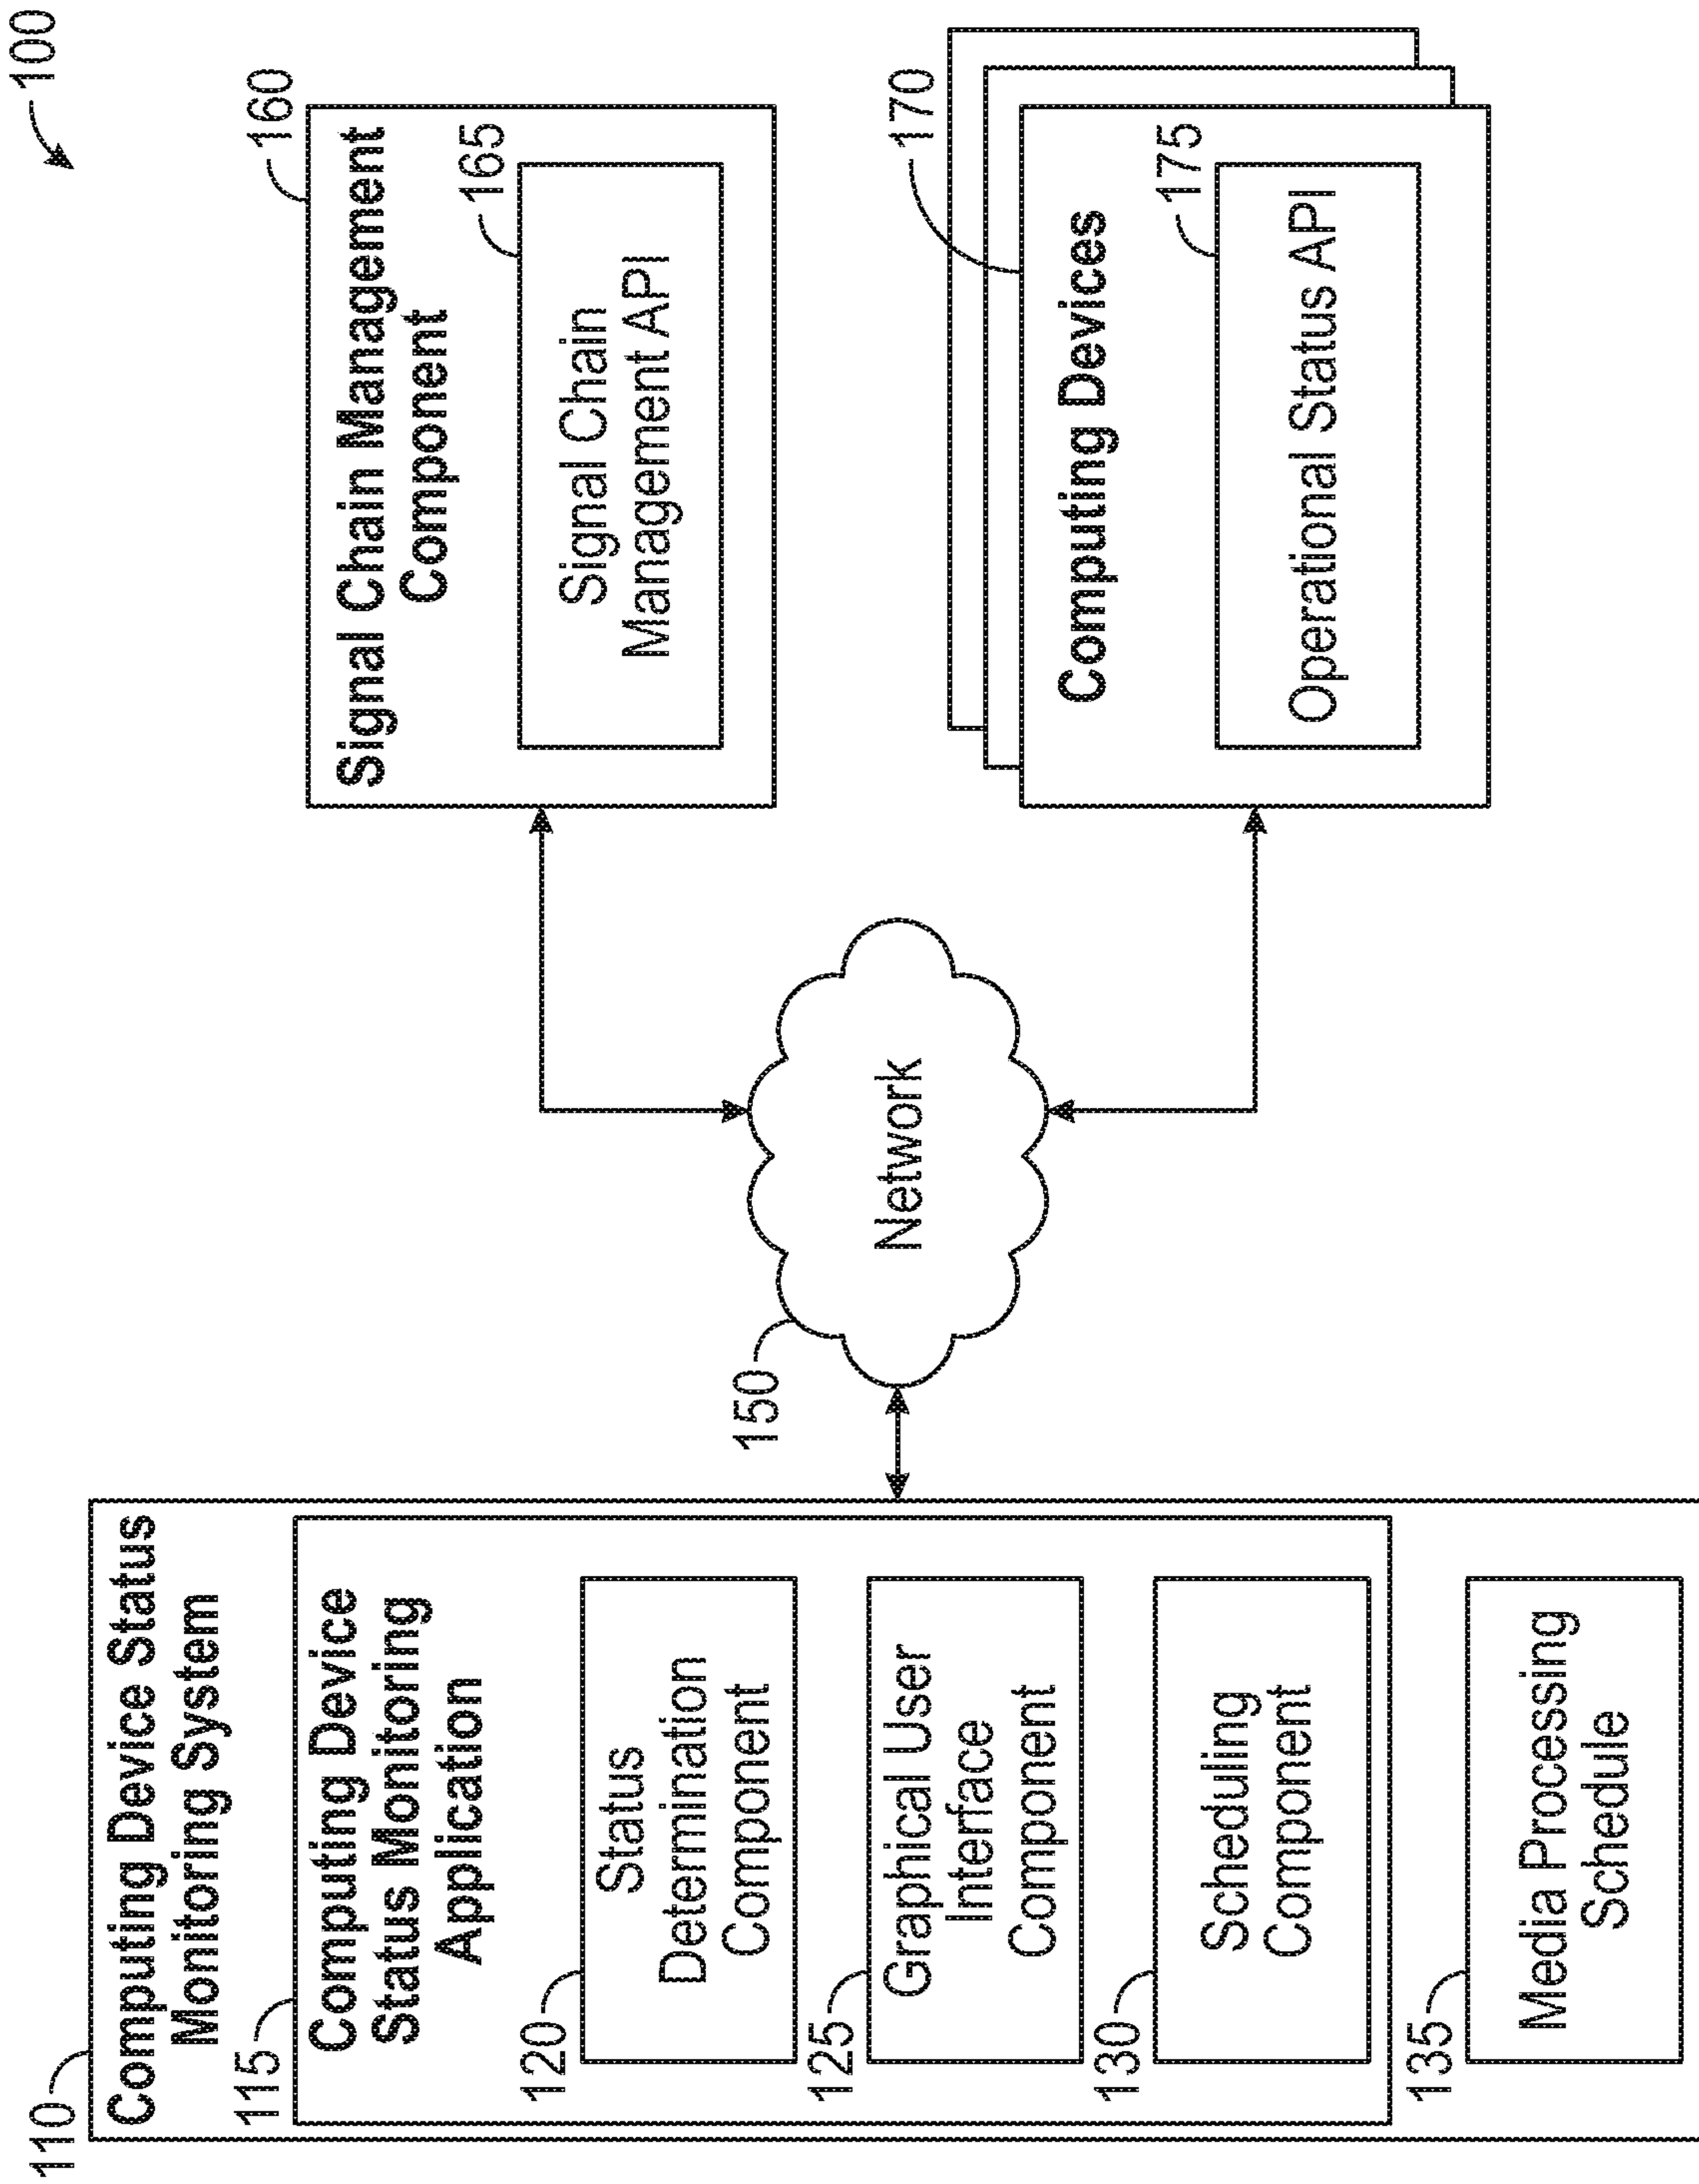 100
110
Computing Device Status
Monitoring System
115
Computing Device
Status Monitoring
Application
120
Status
Determination
Component
125
Graphical User
Interface
Component
130
Scheduling
Component
135
Media Processing
Schedule
150
Network
160
Signal Chain Management
Component
165
Signal Chain
Management API
170
Computing Devices
175
Operational Status API